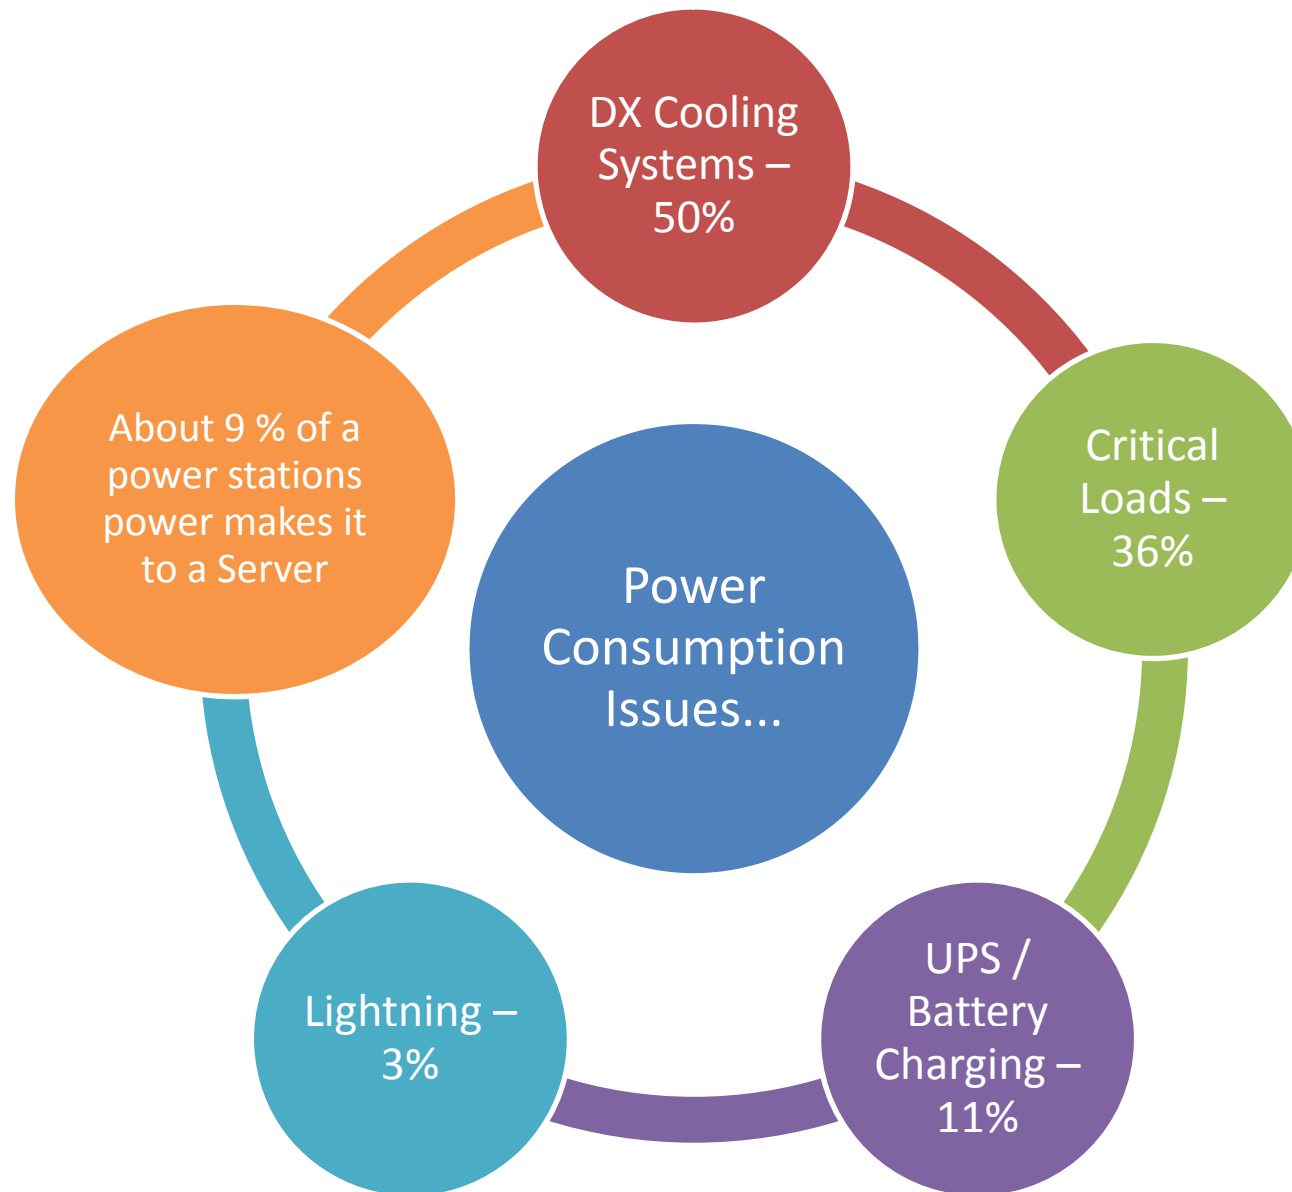 DX Cooling
Systems –
50%
Critical
Loads –
36%
UPS /
Battery
Charging –
11%
Lightning –
3%
About 9 % of a
power stations
power makes it
to a Server
Power
Consumption
Issues...